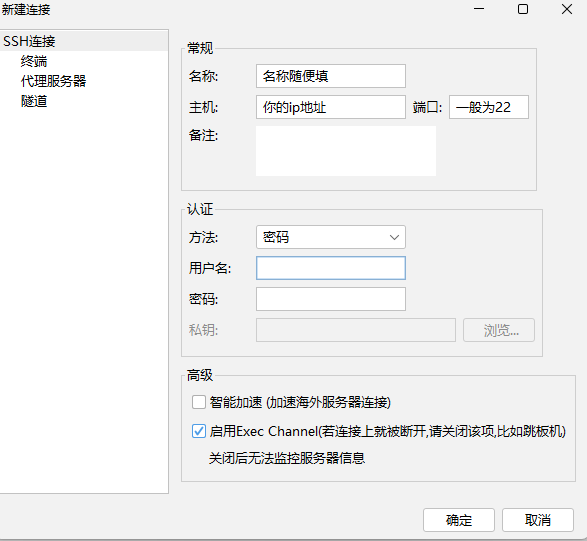 新建连接
SSH连接
终端
代理服务器
隧道
常规
名称: 名称随便填
主机: 你的ip地址 端口: 一般为22
备注:
认证
方法: 密码
用户名:
密码:
私钥: 浏览...
高级
智能加速 (加速海外服务器连接)
启用Exec Channel(若连接上就被断开,请关闭该项,比如跳板机)
关闭后无法监控服务器信息
确定 取消